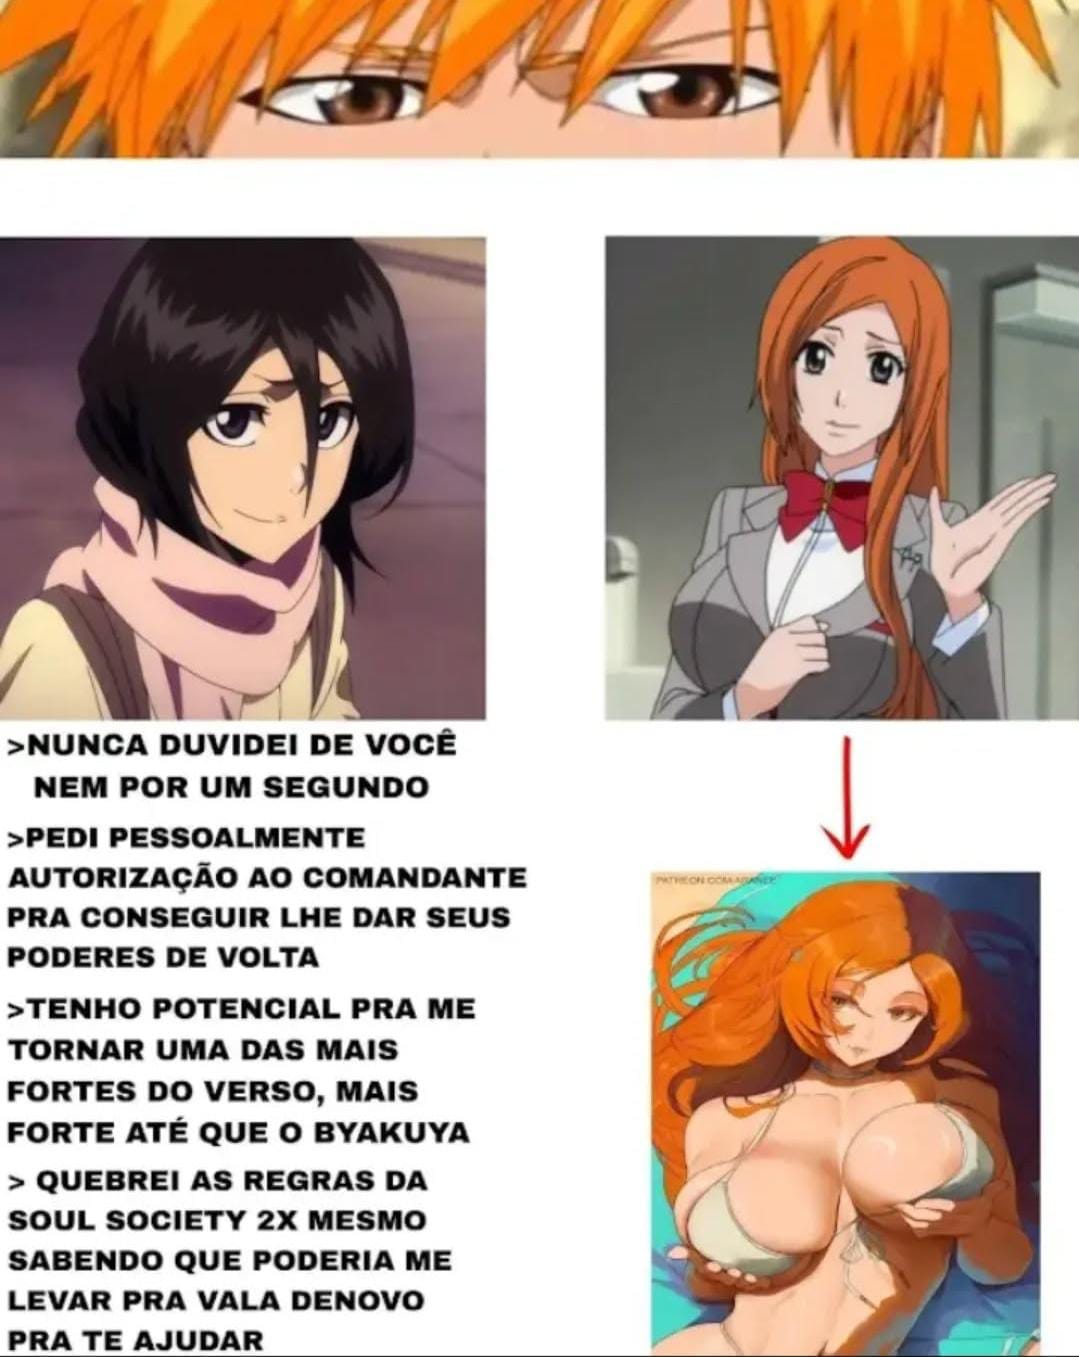 >NUNCA DUVIDEI DE VOCÊ
NEM POR UM SEGUNDO
>PEDI PESSOALMENTE
AUTORIZAÇÃO AO COMANDANTE
PRA CONSEGUIR LHE DAR SEUS
PODERES DE VOLTA
>TENHO POTENCIAL PRA ME
TORNAR UMA DAS MAIS
FORTES DO VERSO, MAIS
FORTE ATÉ QUE O BYAKUYA
> QUEBREI AS REGRAS DA
SOUL SOCIETY 2X MESMO
SABENDO QUE PODERIA ME
LEVAR PRA VALA DENOVO
PRA TE AJUDAR